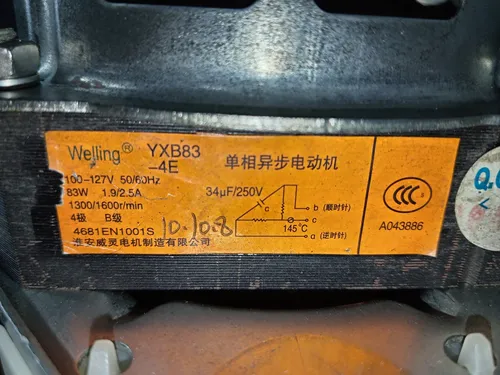 Welling® YXB83
-4E
单相异步电动机
100-127V 50/60Hz
83W 1.9/2.5A
1300/1600r/min
4极 B级
4681EN1001S
淮安威灵电机制造有限公司
10.10.8
34μF/250V
c
b (顺时针)
c
145℃
a (逆时针)
CCC
A043886
Q.